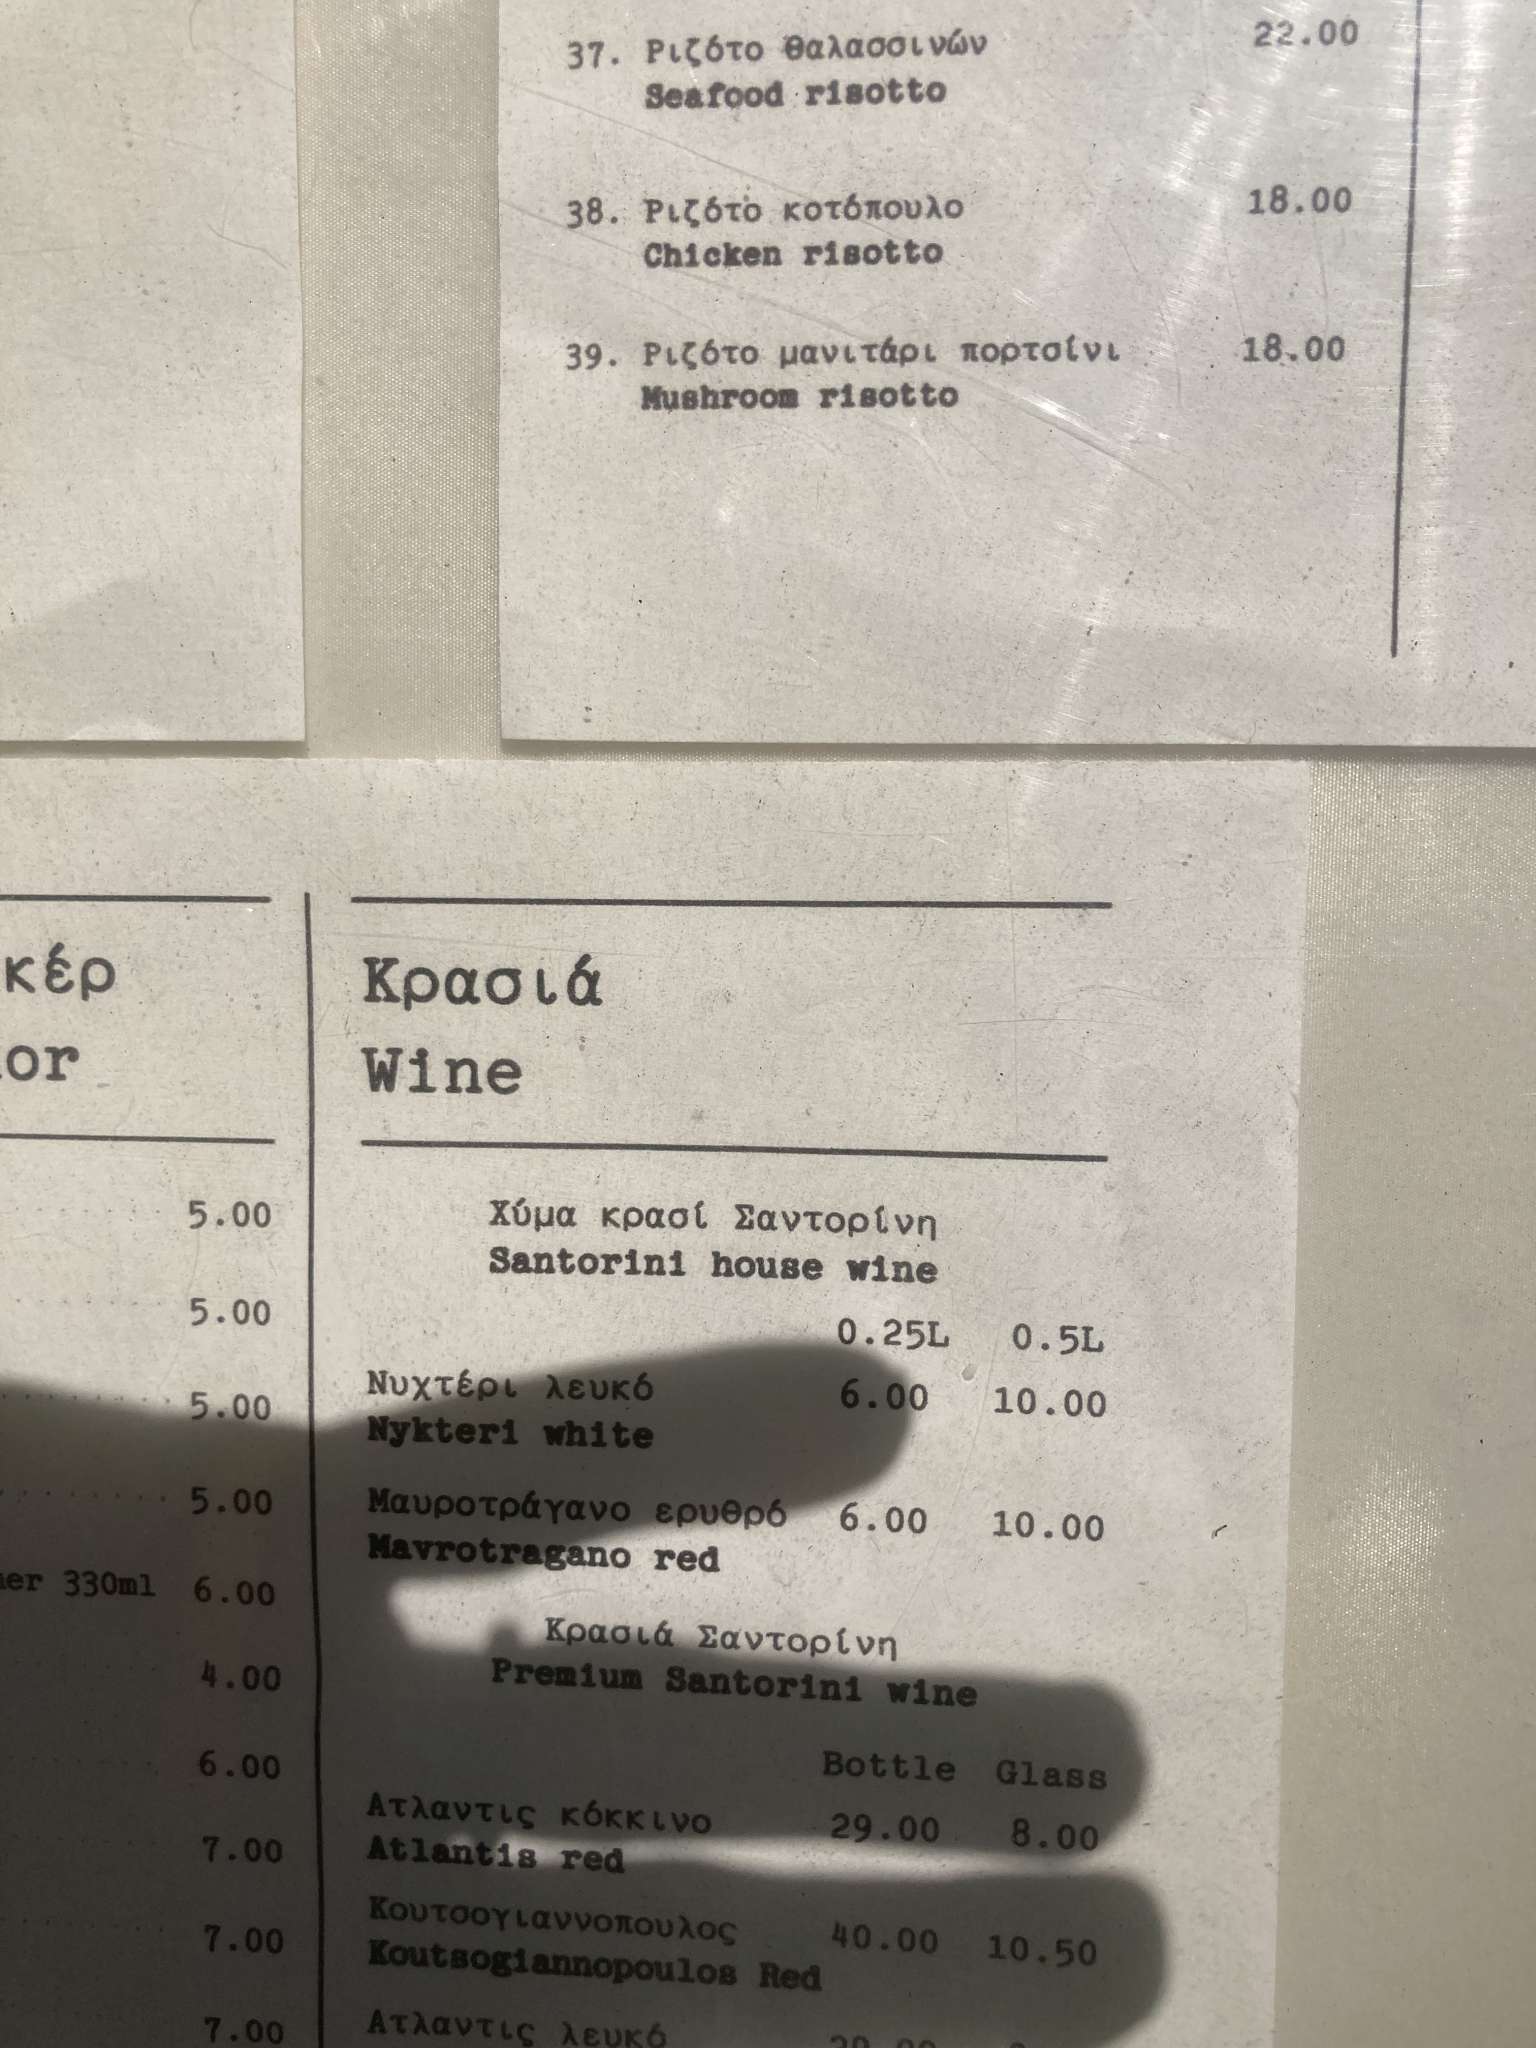 37. Ριζότο θαλασσινών 22.00
Seafood risotto
38. Ριζότο κοτόπουλο 18.00
Chicken risotto
39. Ριζότο μανιτάρι πορτσίνι 18.00
Mushroom risotto
κέρ
or
5.00
5.00
5.00
5.00
330ml 6.00
4.00
6.00
7.00
7.00
7.00
Κρασιά
Wine
Χύμα κρασί Σαντορίνη
Santorini house wine
0.25L 0.5L
Νυχτέρι λευκό 6.00 10.00
Nykteri white
Μαυροτράγανο ερυθρό 6.00 10.00
Mavrotragano red
Κρασιά Σαντορίνη
Premium Santorini wine
Bottle Glass
Ατλαντις κόκκινο 29.00 8.00
Atlantis red
Κουτσογιαννοπουλος 40.00 10.50
Koutsogiannopoulos Red
Ατλαντις λευκό